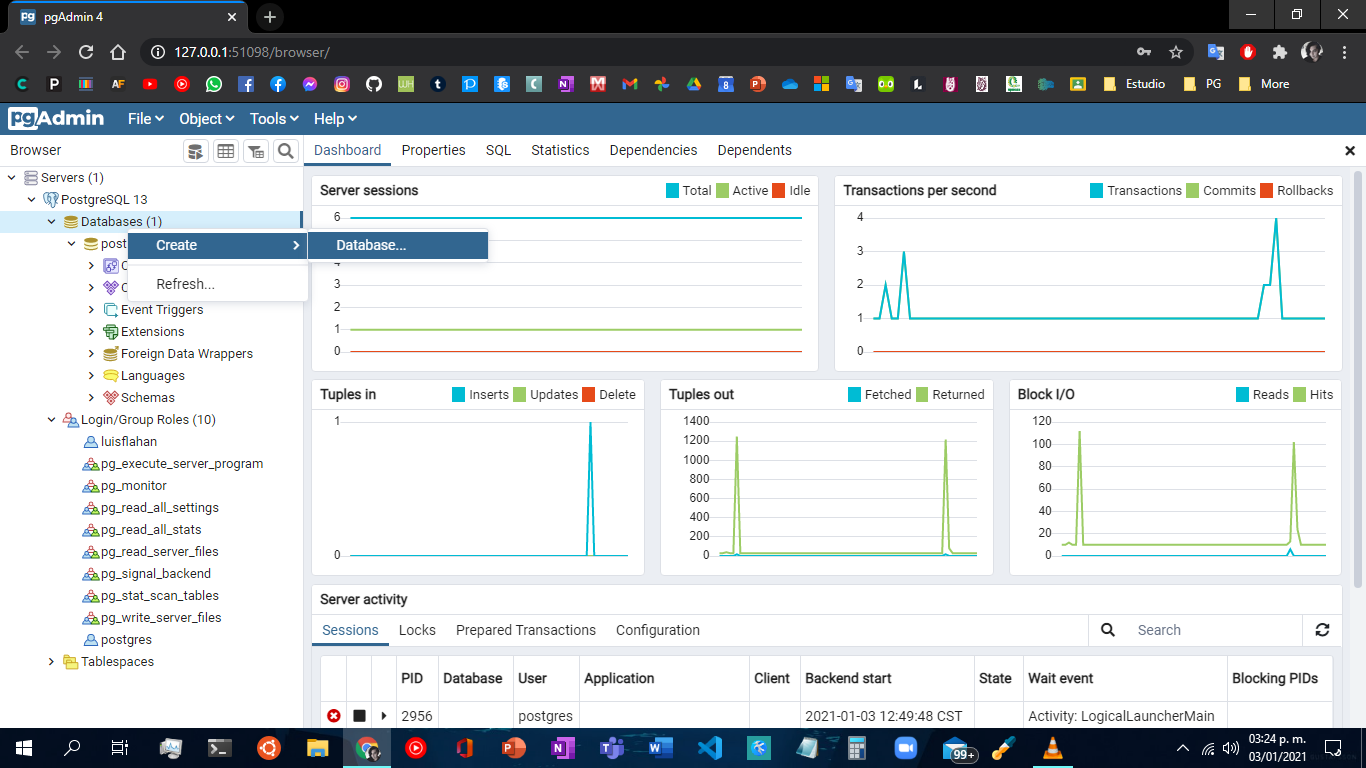 pgAdmin 4
127.0.0.1:51098/browser/
Estudio PG More
pgAdmin File Object Tools Help
Browser Dashboard Properties SQL Statistics Dependencies Dependents
Servers (1)
PostgreSQL 13
Databases (1)
post
Create Database...
Refresh...
Event Triggers
Extensions
Foreign Data Wrappers
Languages
Schemas
Login/Group Roles (10)
luisflahan
pg_execute_server_program
pg_monitor
pg_read_all_settings
pg_read_all_stats
pg_read_server_files
pg_signal_backend
pg_stat_scan_tables
pg_write_server_files
postgres
Tablespaces
Server sessions Total Active Idle
6
3
2
1
0
Transactions per second Transactions Commits Rollbacks
4
3
2
1
0
Tuples in Inserts Updates Delete
1
0
Tuples out Fetched Returned
1400
1200
1000
800
600
400
200
0
Block I/O Reads Hits
120
100
80
60
40
20
0
Server activity
Sessions Locks Prepared Transactions Configuration Search
PID Database User Application Client Backend start State Wait event Blocking PIDs
2956 postgres 2021-01-03 12:49:48 CST Activity: LogicalLauncherMain
99+
03:24 p. m.
03/01/2021